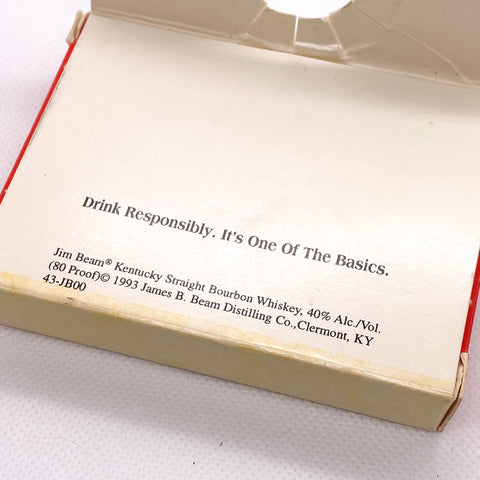 Drink Responsibly. It's One Of The Basics.
Jim Beam® Kentucky Straight Bourbon Whiskey, 40% Alc./Vol.
(80 Proof)© 1993 James B. Beam Distilling Co.,Clermont, KY
43-JB00